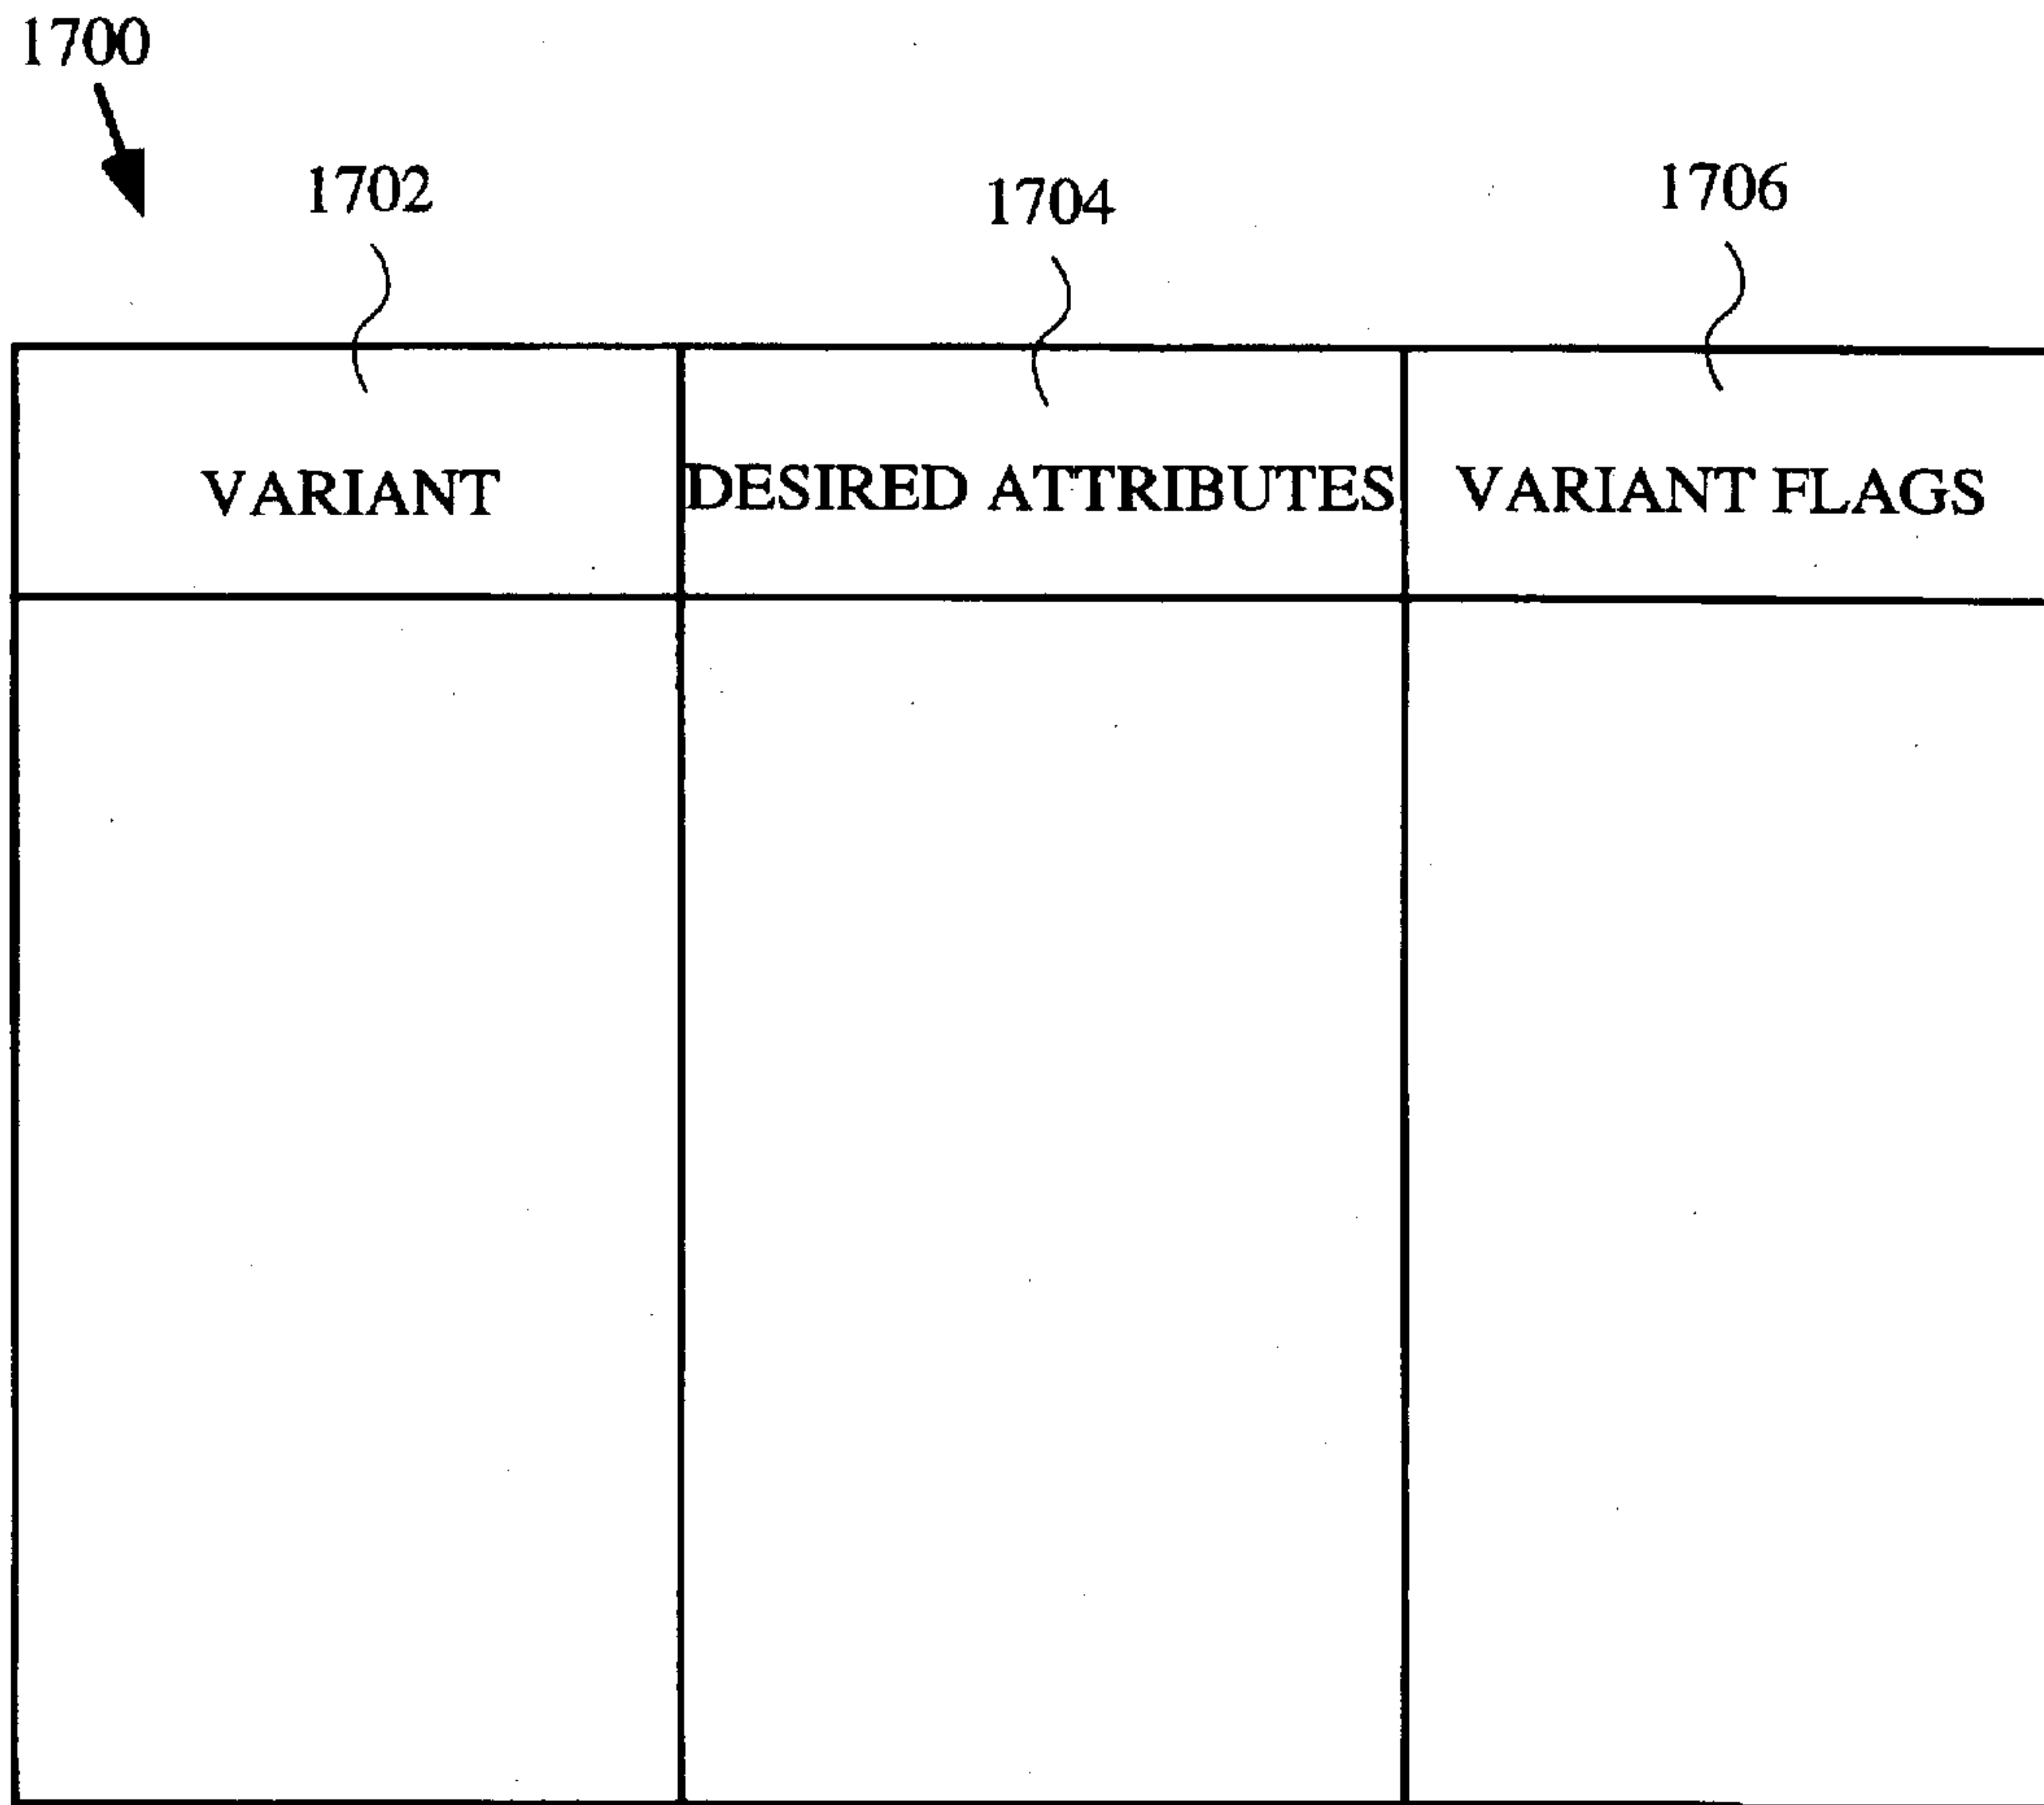 1700
1702
1704
1706
VARIANT
DESIRED ATTRIBUTES
VARIANT FLAGS